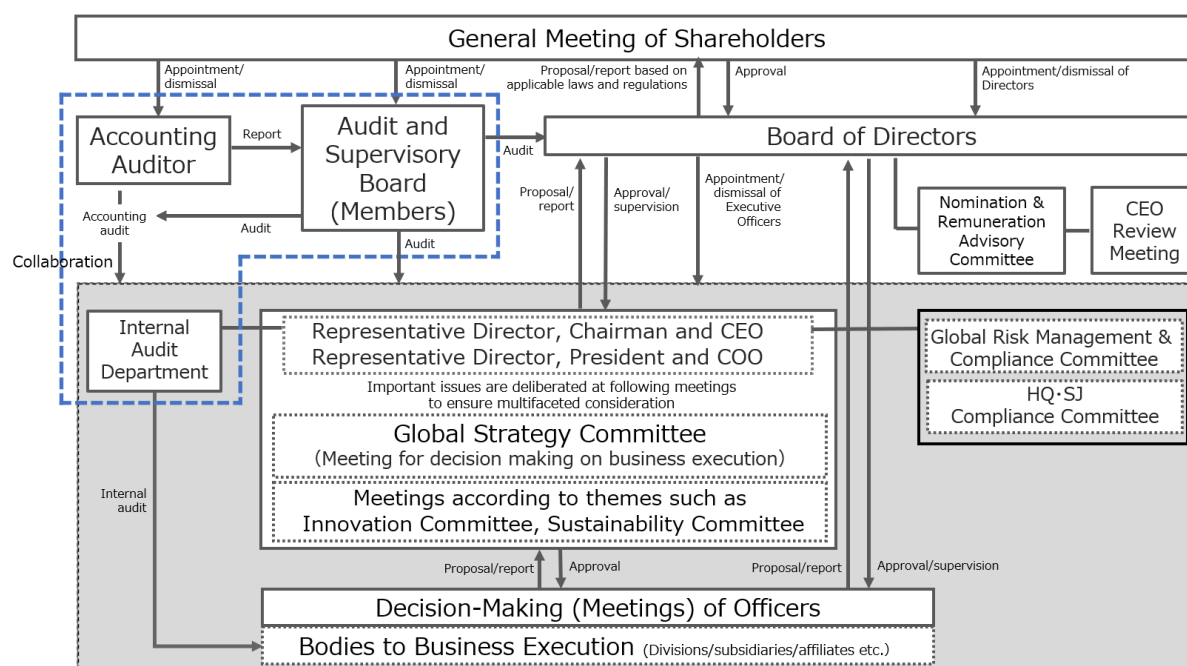 General Meeting of Shareholders
Appointment/
dismissal
Appointment/
dismissal
Proposal/report based on
applicable laws and regulations
Approval
Appointment/dismissal of
Directors
Accounting
Auditor
Report
Audit and
Supervisory
Board
(Members)
Audit
Board of Directors
Accounting
audit
Audit
Audit
Proposal/
report
Approval/
supervision
Appointment/
dismissal of
Executive
Officers
Nomination &
Remuneration
Advisory
Committee
CEO
Review
Meeting
Collaboration
Internal
Audit
Department
Representative Director, Chairman and CEO
Representative Director, President and COO
Important issues are deliberated at following meetings
to ensure multifaceted consideration
Global Strategy Committee
(Meeting for decision making on business execution)
Meetings according to themes such as
Innovation Committee, Sustainability Committee
Global Risk Management &
Compliance Committee
HQ･SJ
Compliance Committee
Internal
audit
Proposal/report
Approval
Proposal/report
Approval/supervision
Decision-Making (Meetings) of Officers
Bodies to Business Execution (Divisions/subsidiaries/affiliates etc.)